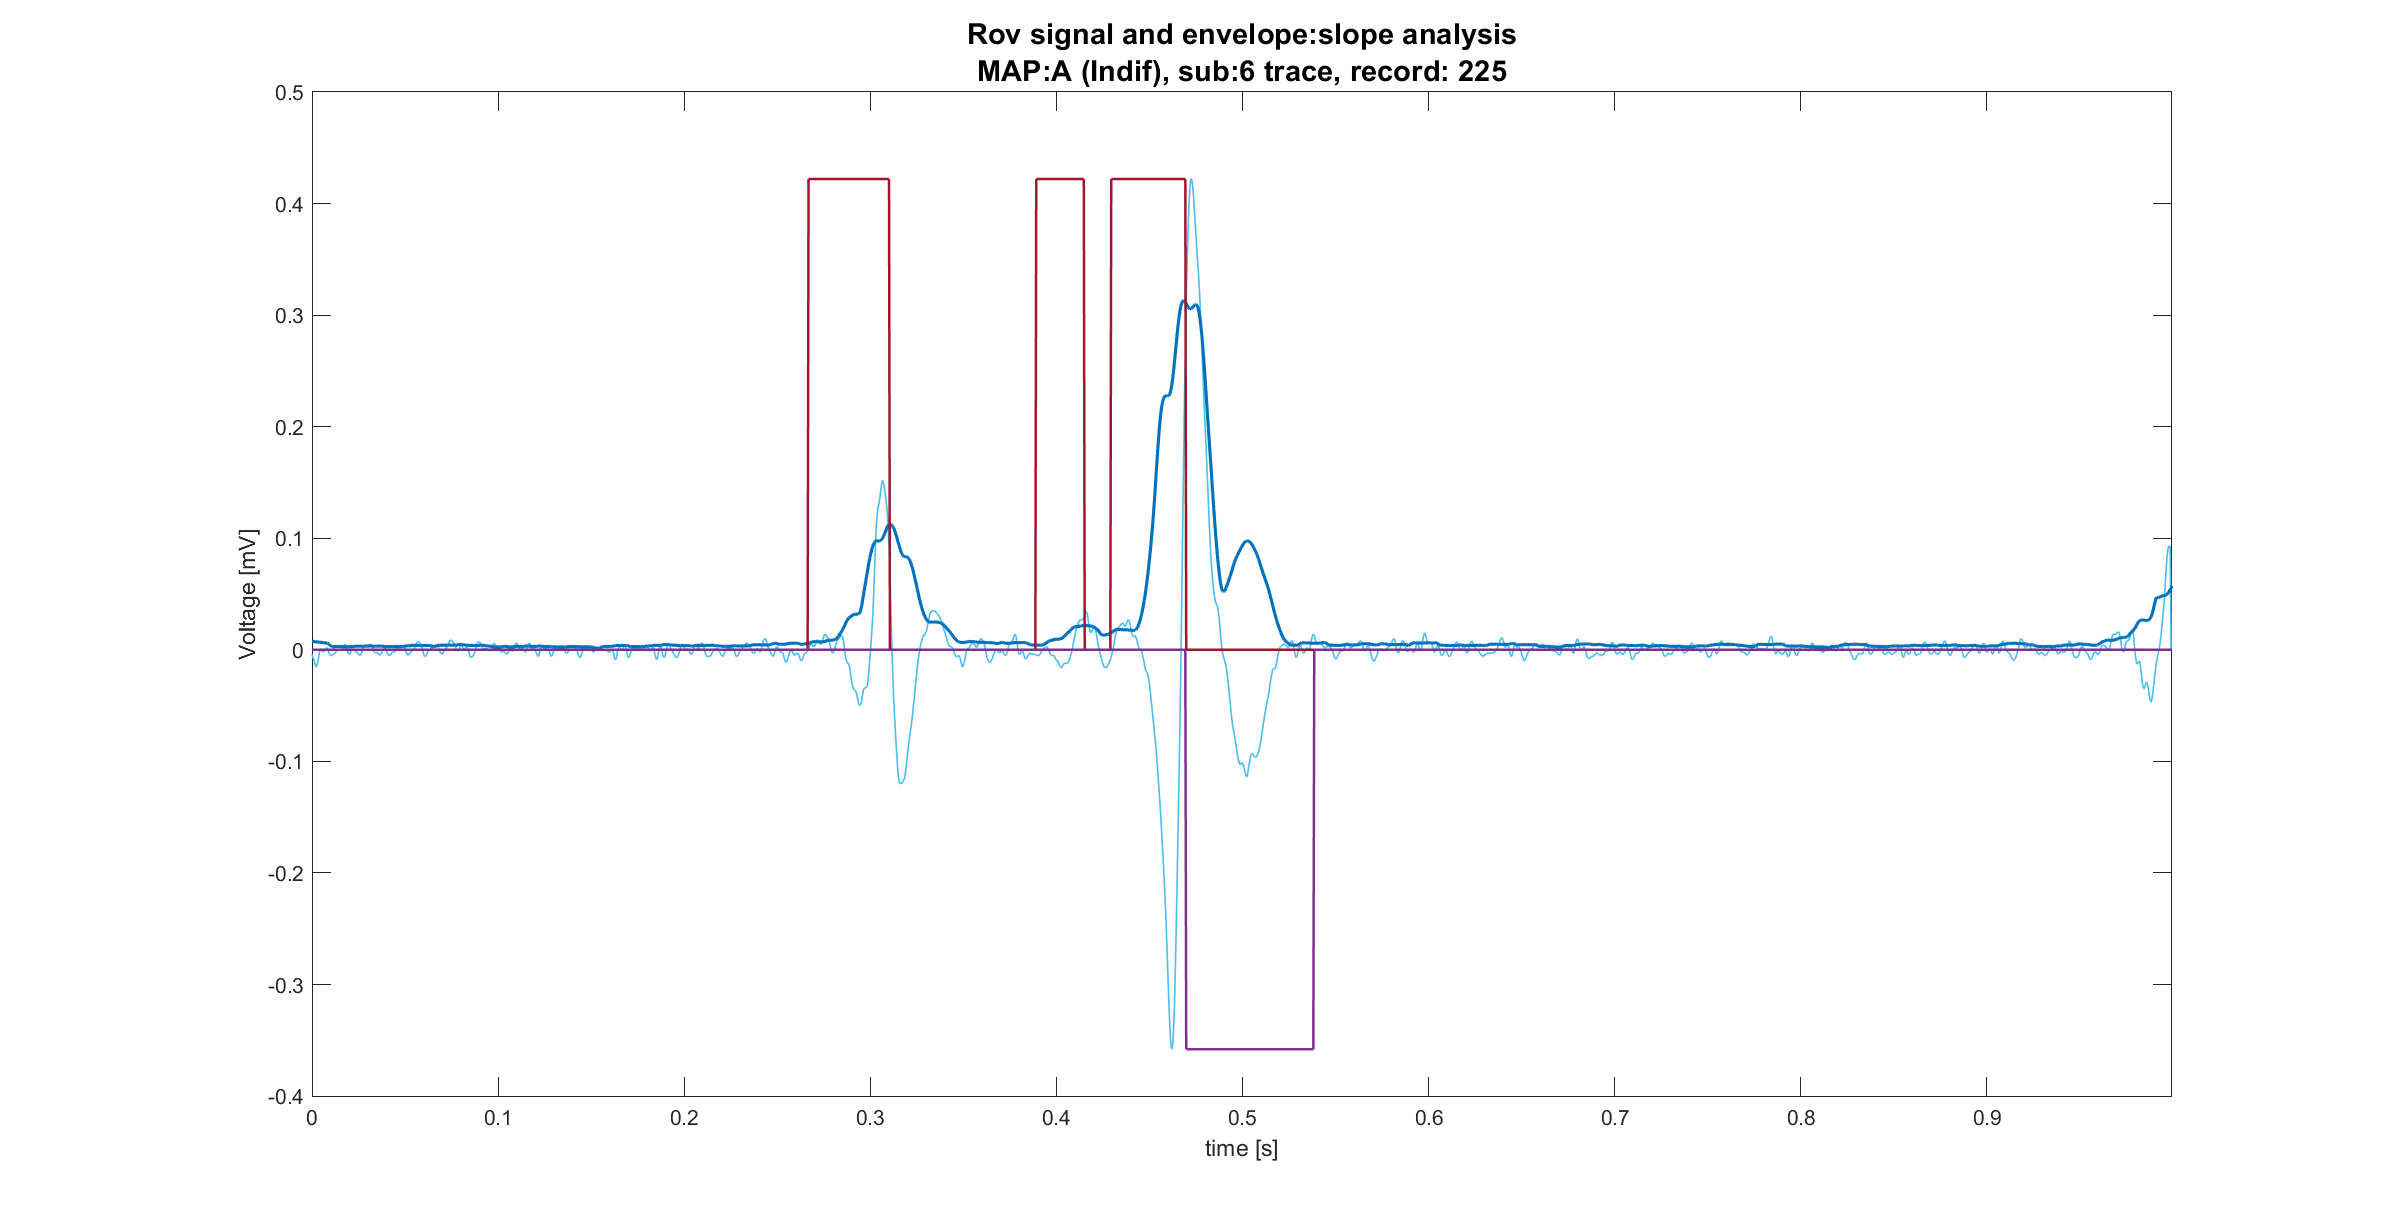 Rov signal and envelope:slope analysis
MAP:A (Indif), sub:6 trace, record: 225
0.5
0.4
0.3
0.2
0.1
0
-0.1
-0.2
-0.3
-0.4
Voltage [mV]
0 0.1 0.2 0.3 0.4 0.5 0.6 0.7 0.8 0.9
time [s]